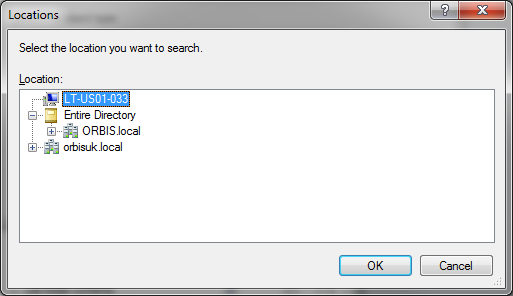 Locations
Select the location you want to search.
Location:
LT-US01-033
Entire Directory
ORBIS.local
orbisuk.local
OK
Cancel